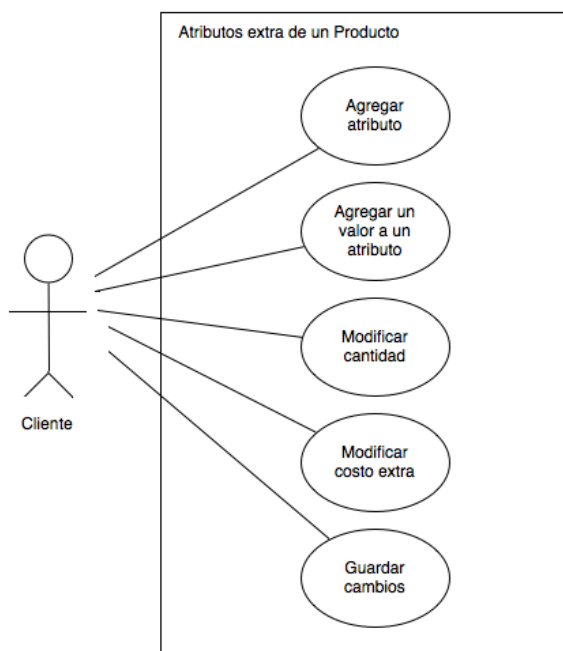 Atributos extra de un Producto
Agregar
atributo
Agregar un
valor a un
atributo
Modificar
cantidad
Cliente
Modificar
costo extra
Guardar
cambios